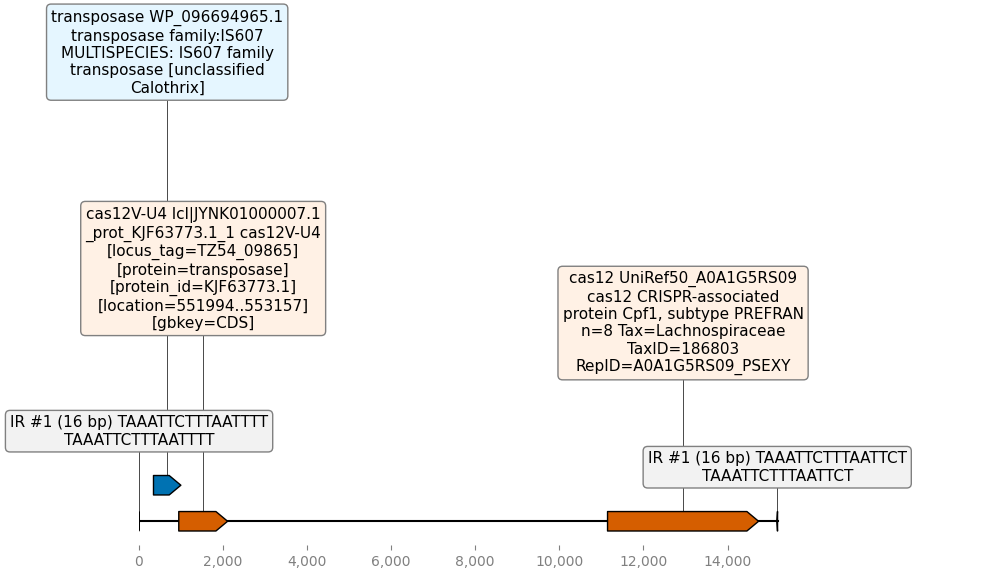 transposase WP_096694965.1
transposase family:IS607
MULTISPECIES: IS607 family
transposase [unclassified
Calothrix]
cas12V-U4 lcl|JYNK01000007.1
_prot_KJF63773.1_1 cas12V-U4
[locus_tag=TZ54_09865]
[protein=transposase]
[protein_id=KJF63773.1]
[location=551994..553157]
[gbkey=CDS]
cas12 UniRef50_A0A1G5RS09
cas12 CRISPR-associated
protein Cpf1, subtype PREFRAN
n=8 Tax=Lachnospiraceae
TaxID=186803
RepID=A0A1G5RS09_PSEXY
IR #1 (16 bp) TAAATTCTTTAATTTT
TAAATTCTTTAATTTT
IR #1 (16 bp) TAAATTCTTTAATTCT
TAAATTCTTTAATTCT
0 2,000 4,000 6,000 8,000 10,000 12,000 14,000